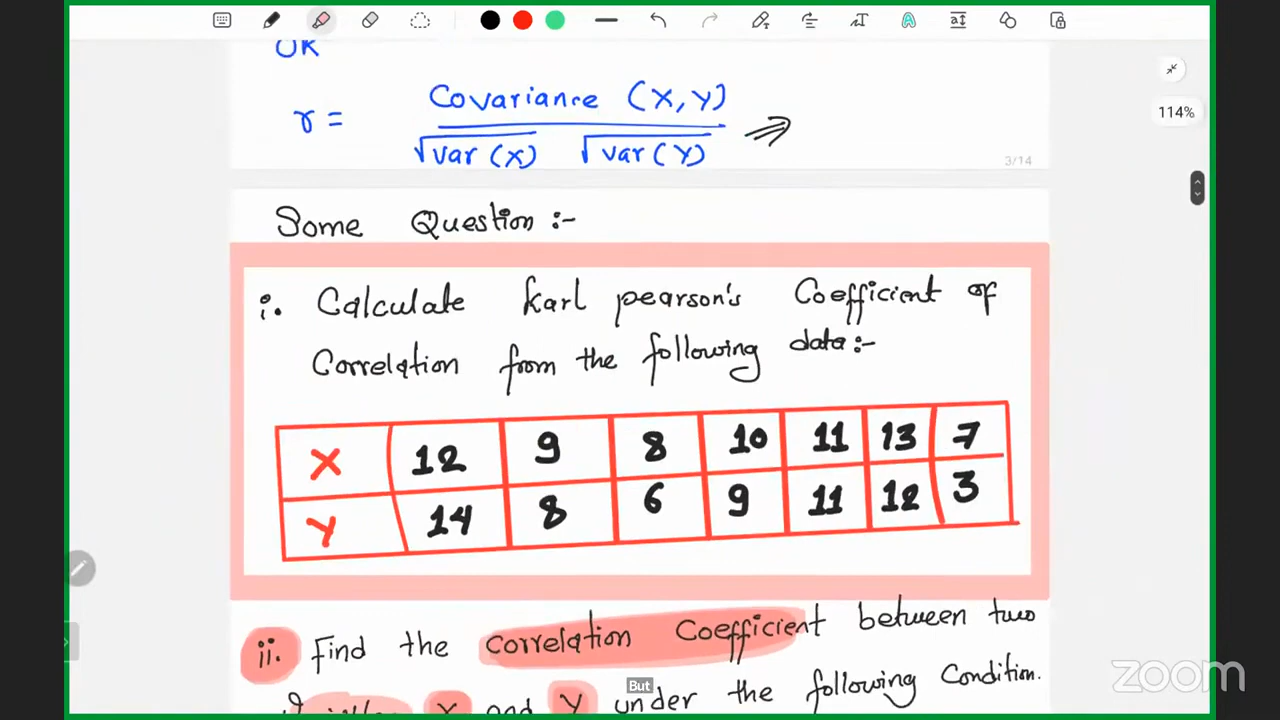 OR
114%
r = Covariance (X,Y)
√var (X) √var (Y)
3/14
Some Question :-
i. Calculate Karl pearson's Coefficient of
Correlation from the following data:-
X 12 9 8 10 11 13 7
Y 14 8 6 9 11 12 3
ii. Find the Correlation Coefficient between two
X and Y under the following Condition.
But
zoom